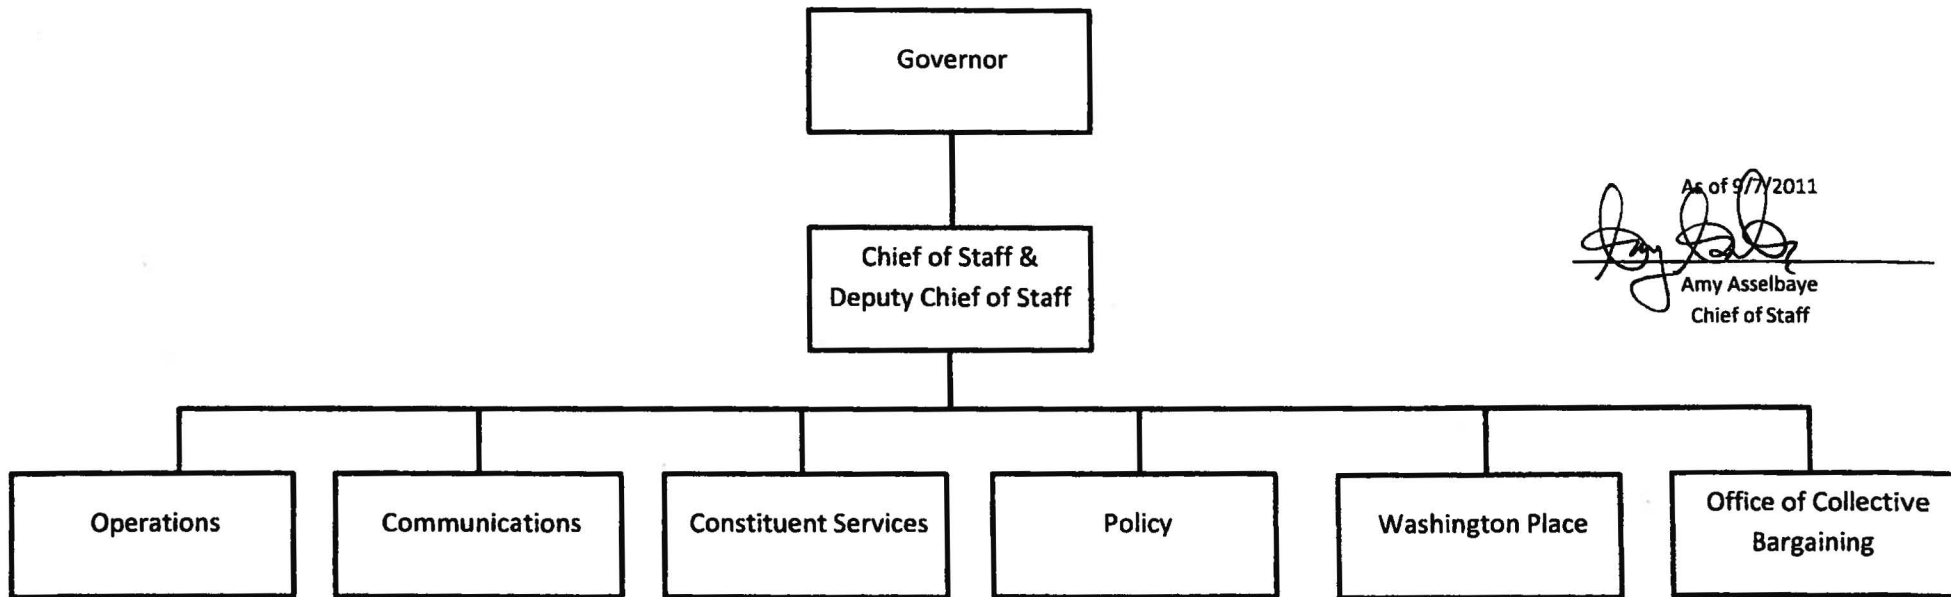 Governor
As of 9/7/2011
Chief of Staff &
Deputy Chief of Staff
Amy Asselbaye
Chief of Staff
Operations
Communications
Constituent Services
Policy
Washington Place
Office of Collective
Bargaining